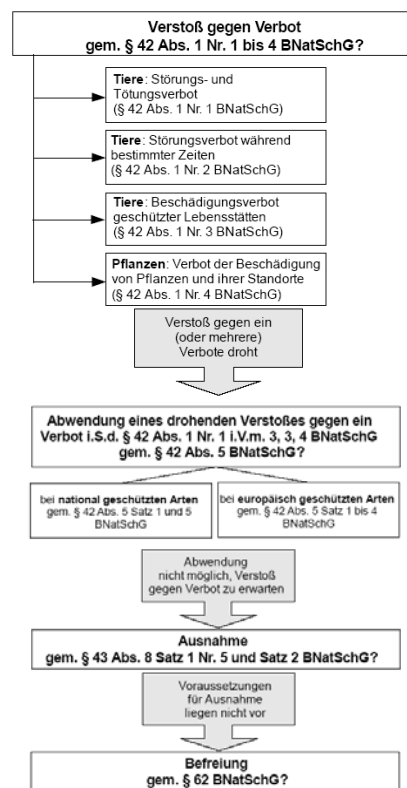 Verstoß gegen Verbot
gem. § 42 Abs. 1 Nr. 1 bis 4 BNatSchG?
Tiere: Störungs- und
Tötungsverbot
(§ 42 Abs. 1 Nr. 1 BNatSchG)
Tiere: Störungsverbot während
bestimmter Zeiten
(§ 42 Abs. 1 Nr. 2 BNatSchG)
Tiere: Beschädigungsverbot
geschützter Lebensstätten
(§ 42 Abs. 1 Nr. 3 BNatSchG)
Pflanzen: Verbot der Beschädigung
von Pflanzen und ihrer Standorte
(§ 42 Abs. 1 Nr. 4 BNatSchG)
Verstoß gegen ein
(oder mehrere)
Verbote droht
Abwendung eines drohenden Verstoßes gegen ein
Verbot i.S.d. § 42 Abs. 1 Nr. 1 i.V.m. 3, 3, 4 BNatSchG
gem. § 42 Abs. 5 BNatSchG?
bei national geschützten Arten
gem. § 42 Abs. 5 Satz 1 und 5
BNatSchG
bei europäisch geschützten Arten
gem. § 42 Abs. 5 Satz 1 bis 4
BNatSchG
Abwendung
nicht möglich, Verstoß
gegen Verbot zu erwarten
Ausnahme
gem. § 43 Abs. 8 Satz 1 Nr. 5 und Satz 2 BNatSchG?
Voraussetzungen
für Ausnahme
liegen nicht vor
Befreiung
gem. § 62 BNatSchG?